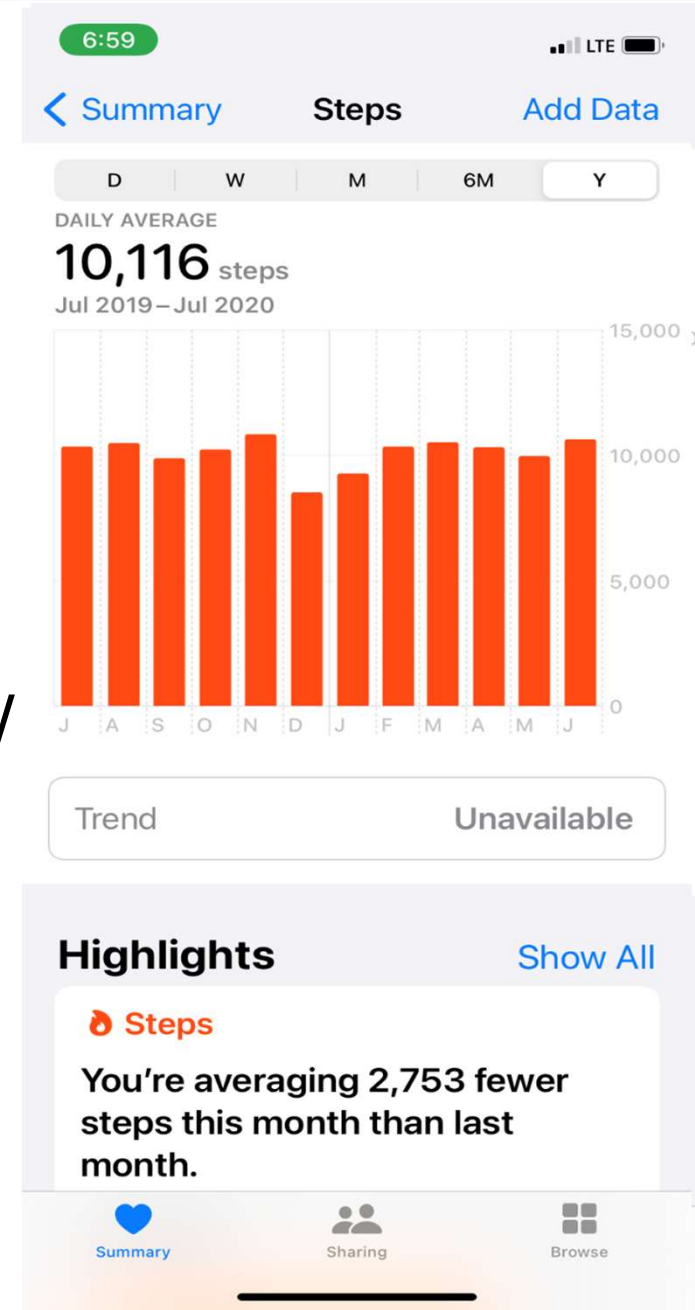 6:59
LTE
Summary Steps Add Data
D W M 6M Y
DAILY AVERAGE
10,116 steps
Jul 2019–Jul 2020
15,000
10,000
5,000
0
J A S O N D J F M A M J
Trend Unavailable
Highlights Show All
Steps
You’re averaging 2,753 fewer
steps this month than last
month.
Summary Sharing Browse